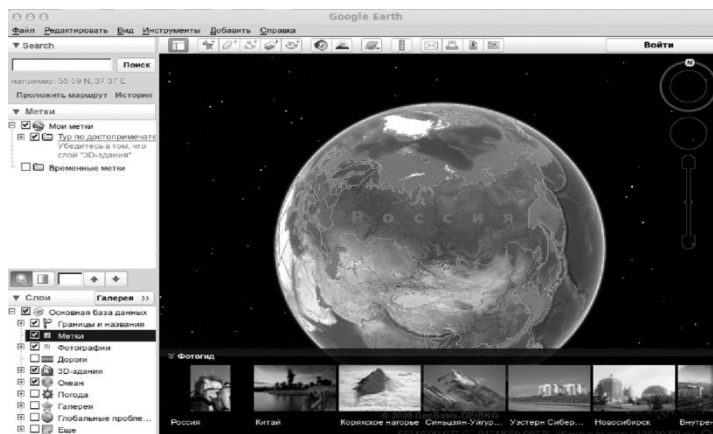 Google Earth
Файл Редактировать Вид Инструменты Добавить Справка
▼ Search
Поиск
например: 55.59 N, 37.37 E
Проложить маршрут История
▼ Метки
Мои метки
Тур по достопримечате
Убедитесь в том, что
слой "3D-здания"
Временные метки
▼ Слои Галерея >>
Основная база данных
Границы и названия
Метки
Фотографии
Дороги
3D-здания
Океан
Погода
Галерея
Глобальные пробле...
Еще
Войти
N
Россия
Фотогид
Россия
Китай
Корякское нагорье
Синьцзян-Уйгур...
Уэстерн Сибер...
Новосибирск
Внутрен
© 2009 GeoBasis-DE/BKG